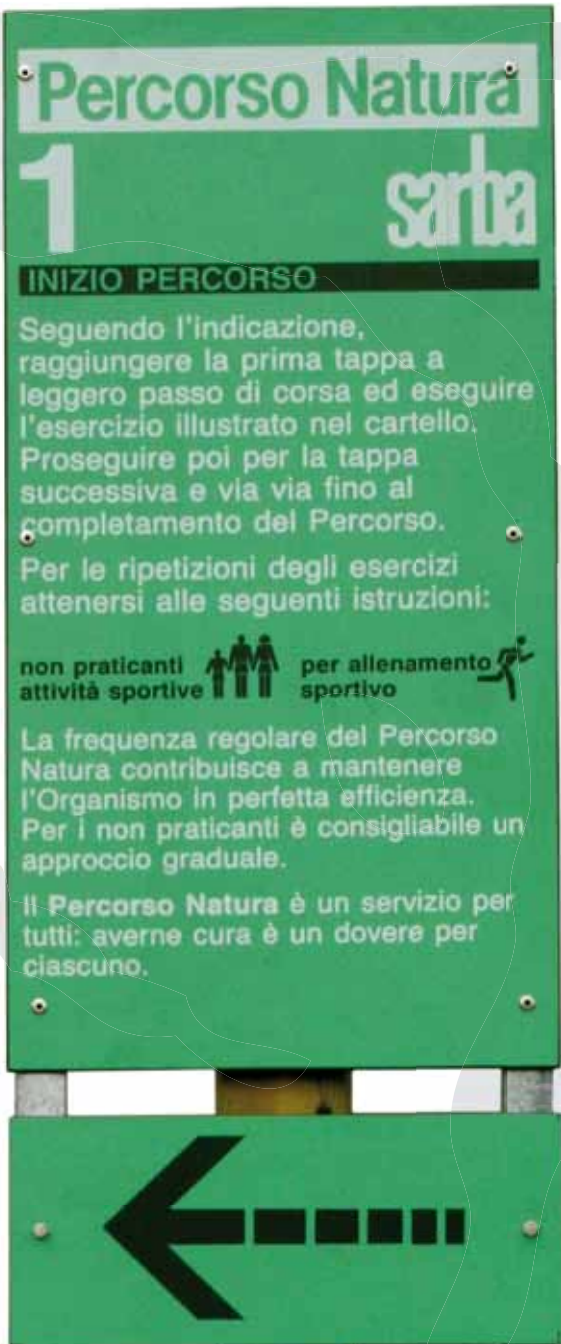 Percorso Natura
1 sarba
INIZIO PERCORSO
Seguendo l'indicazione,
raggiungere la prima tappa a
leggero passo di corsa ed eseguire
l'esercizio illustrato nel cartello.
Proseguire poi per la tappa
successiva e via via fino al
completamento del Percorso.
Per le ripetizioni degli esercizi
attenersi alle seguenti istruzioni:
non praticanti per allenamento
attività sportive sportivo
La frequenza regolare del Percorso
Natura contribuisce a mantenere
l'Organismo in perfetta efficienza.
Per i non praticanti è consigliabile un
approccio graduale.
Il Percorso Natura è un servizio per
tutti: averne cura è un dovere per
ciascuno.